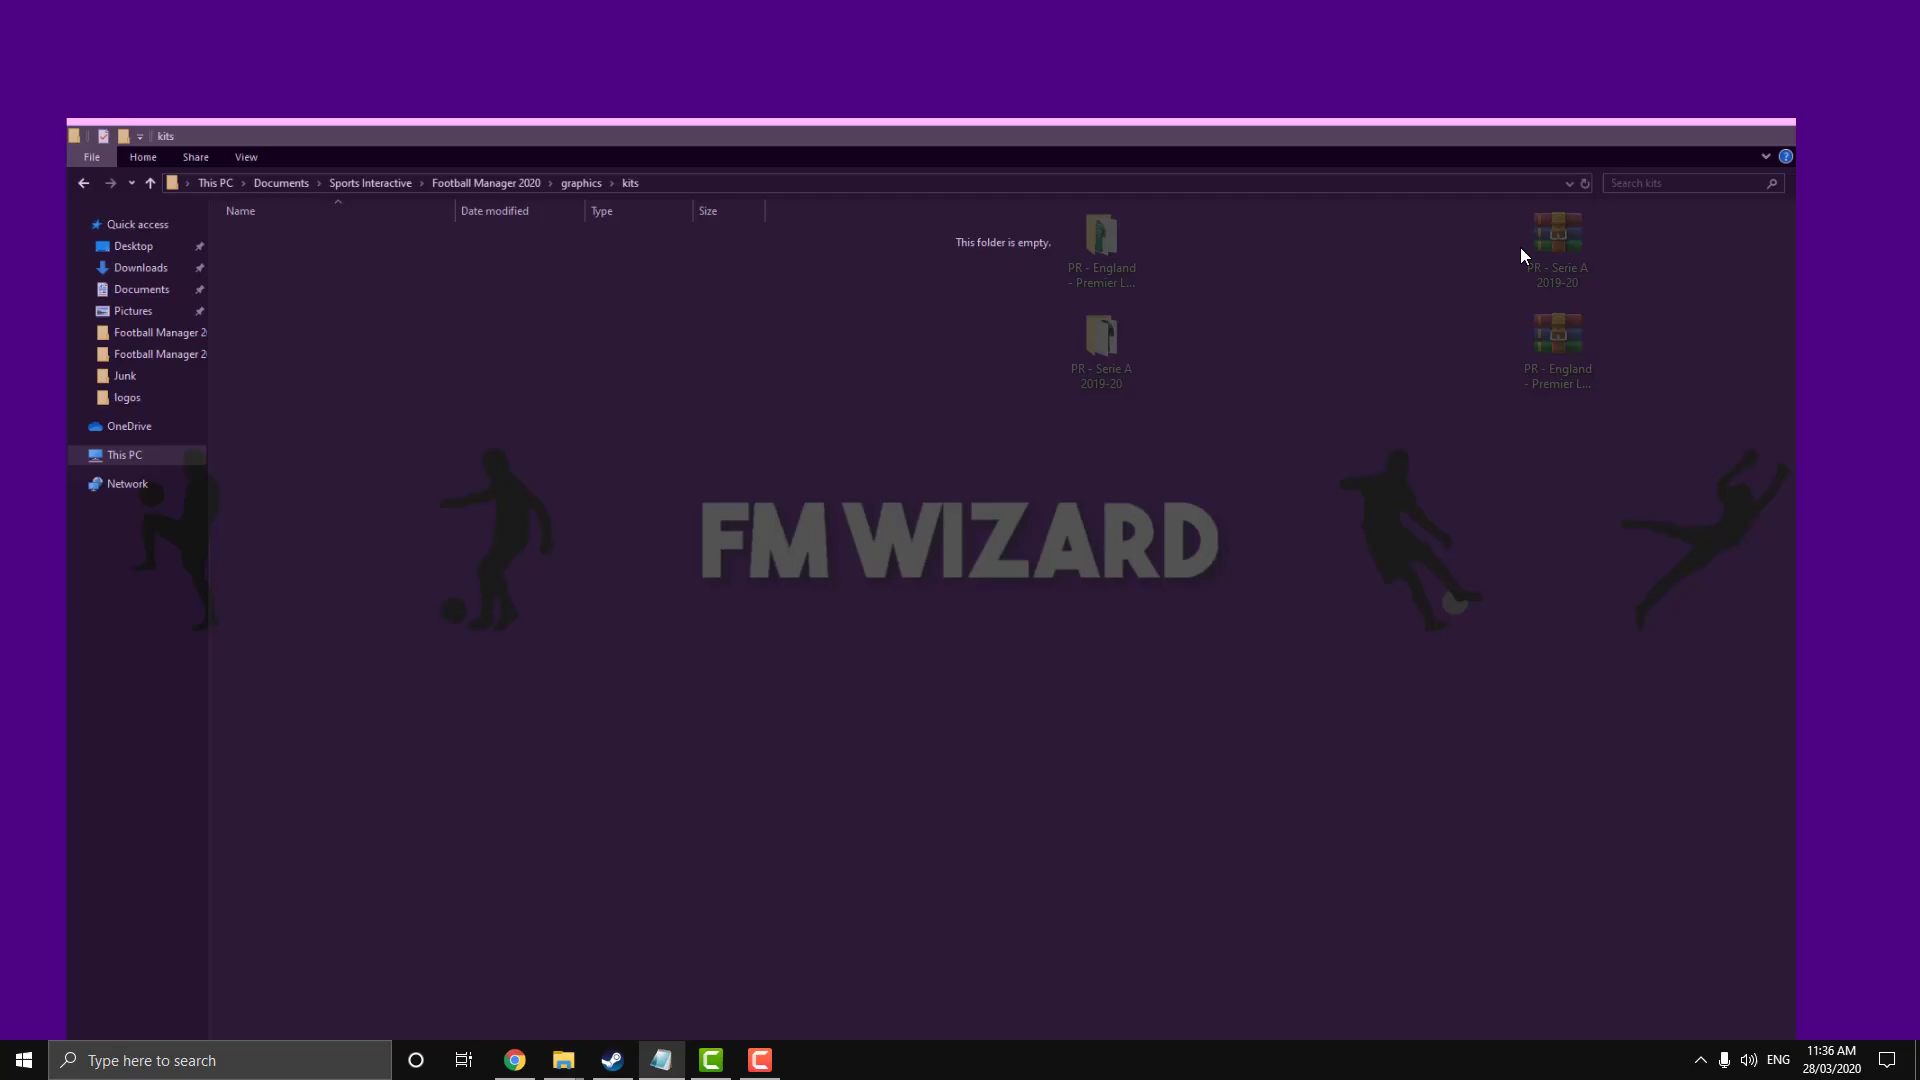 kits
File Home Share View
This PC Documents Sports Interactive Football Manager 2020 graphics kits
Search kits
Name Date modified Type Size
This folder is empty.
Quick access
Desktop
Downloads
Documents
Pictures
Football Manager 2
Football Manager 2
Junk
logos
OneDrive
This PC
Network
PR - England
- Premier L...
PR - Serie A
2019-20
PR - Serie A
2019-20
PR - England
- Premier L...
FM WIZARD
Type here to search
ENG
11:36 AM
28/03/2020